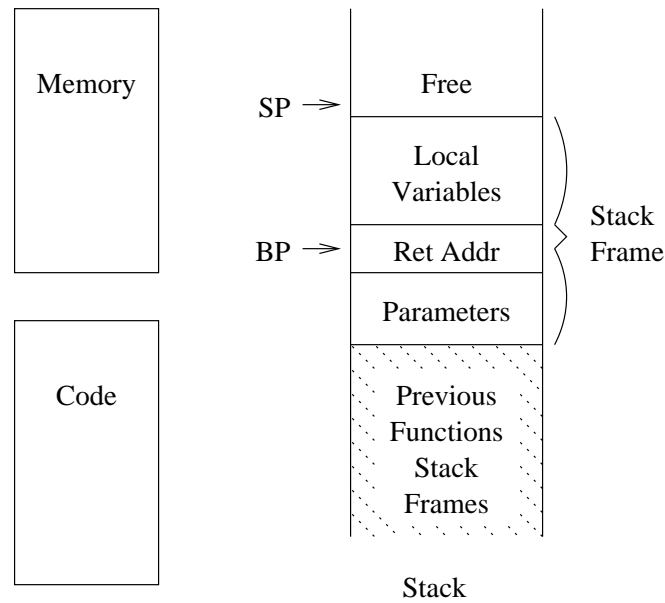 Memory
Free
SP
Local
Variables
Stack
Frame
BP
Ret Addr
Parameters
Code
Previous
Functions
Stack
Frames
Stack